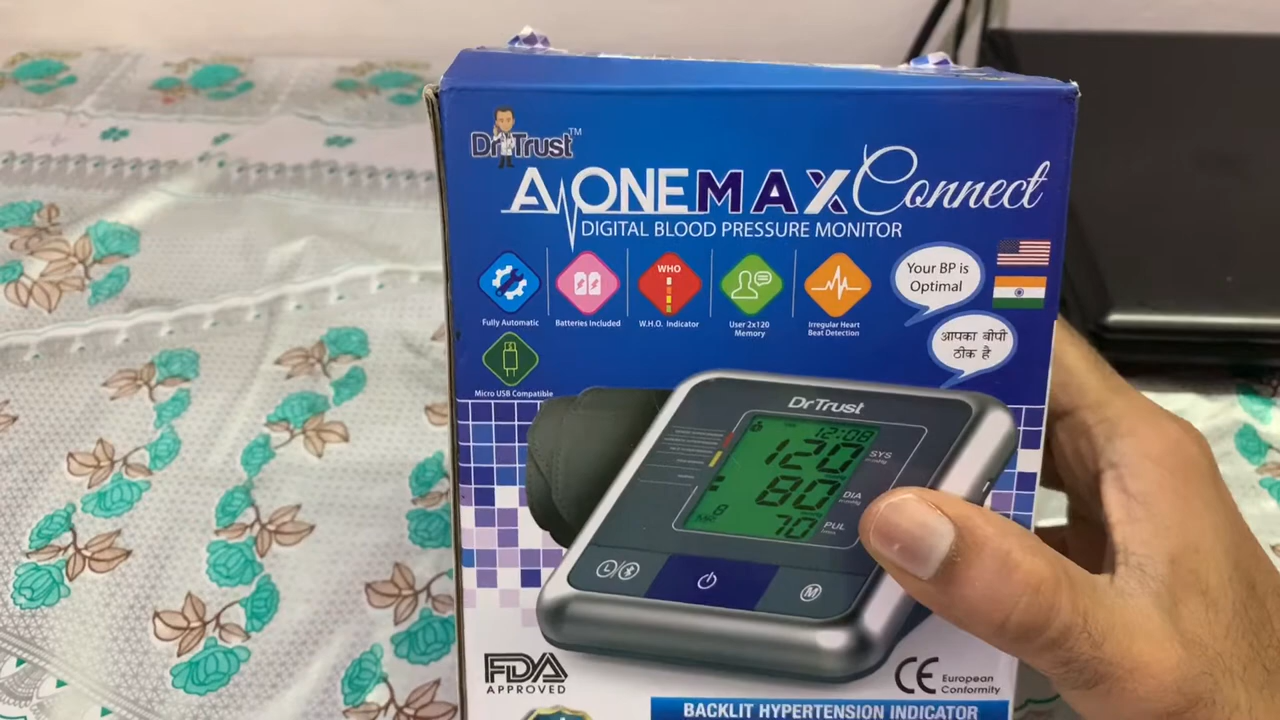 Dr Trust™
A ONE MAX Connect
DIGITAL BLOOD PRESSURE MONITOR
Fully Automatic
Batteries Included
WHO
W.H.O. Indicator
User 2x120
Memory
Irregular Heart
Beat Detection
Your BP is
Optimal
आपका बीपी
ठीक है
Micro USB Compatible
Dr Trust
12:08
120 SYS
80 DIA
70 PUL
M
FDA
APPROVED
CE European
Conformity
BACKLIT HYPERTENSION INDICATOR